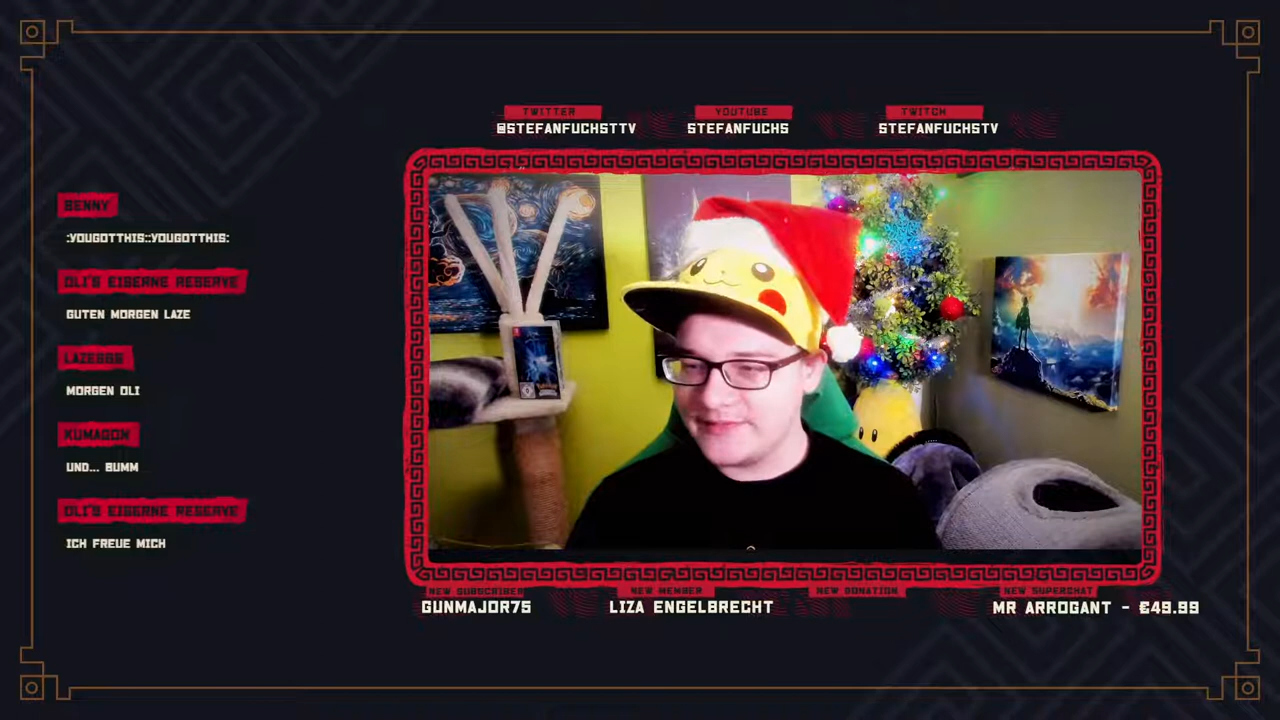 TWITTER
@STEFANFUCHSTTV
YOUTUBE
STEFANFUCHS
TWITCH
STEFANFUCHSTV
BENNY
:YOUGOTTHIS::YOUGOTTHIS:
OLI'S EISERNE RESERVE
GUTEN MORGEN LAZE
LAZE666
MORGEN OLI
KUMAGON
UND... BUMM
OLI'S EISERNE RESERVE
ICH FREUE MICH
NEW SUBSCRIBER
GUNMAJOR75
NEW MEMBER
LIZA ENGELBRECHT
NEW DONATION
NEW SUPERCHAT
MR ARROGANT - €49.99